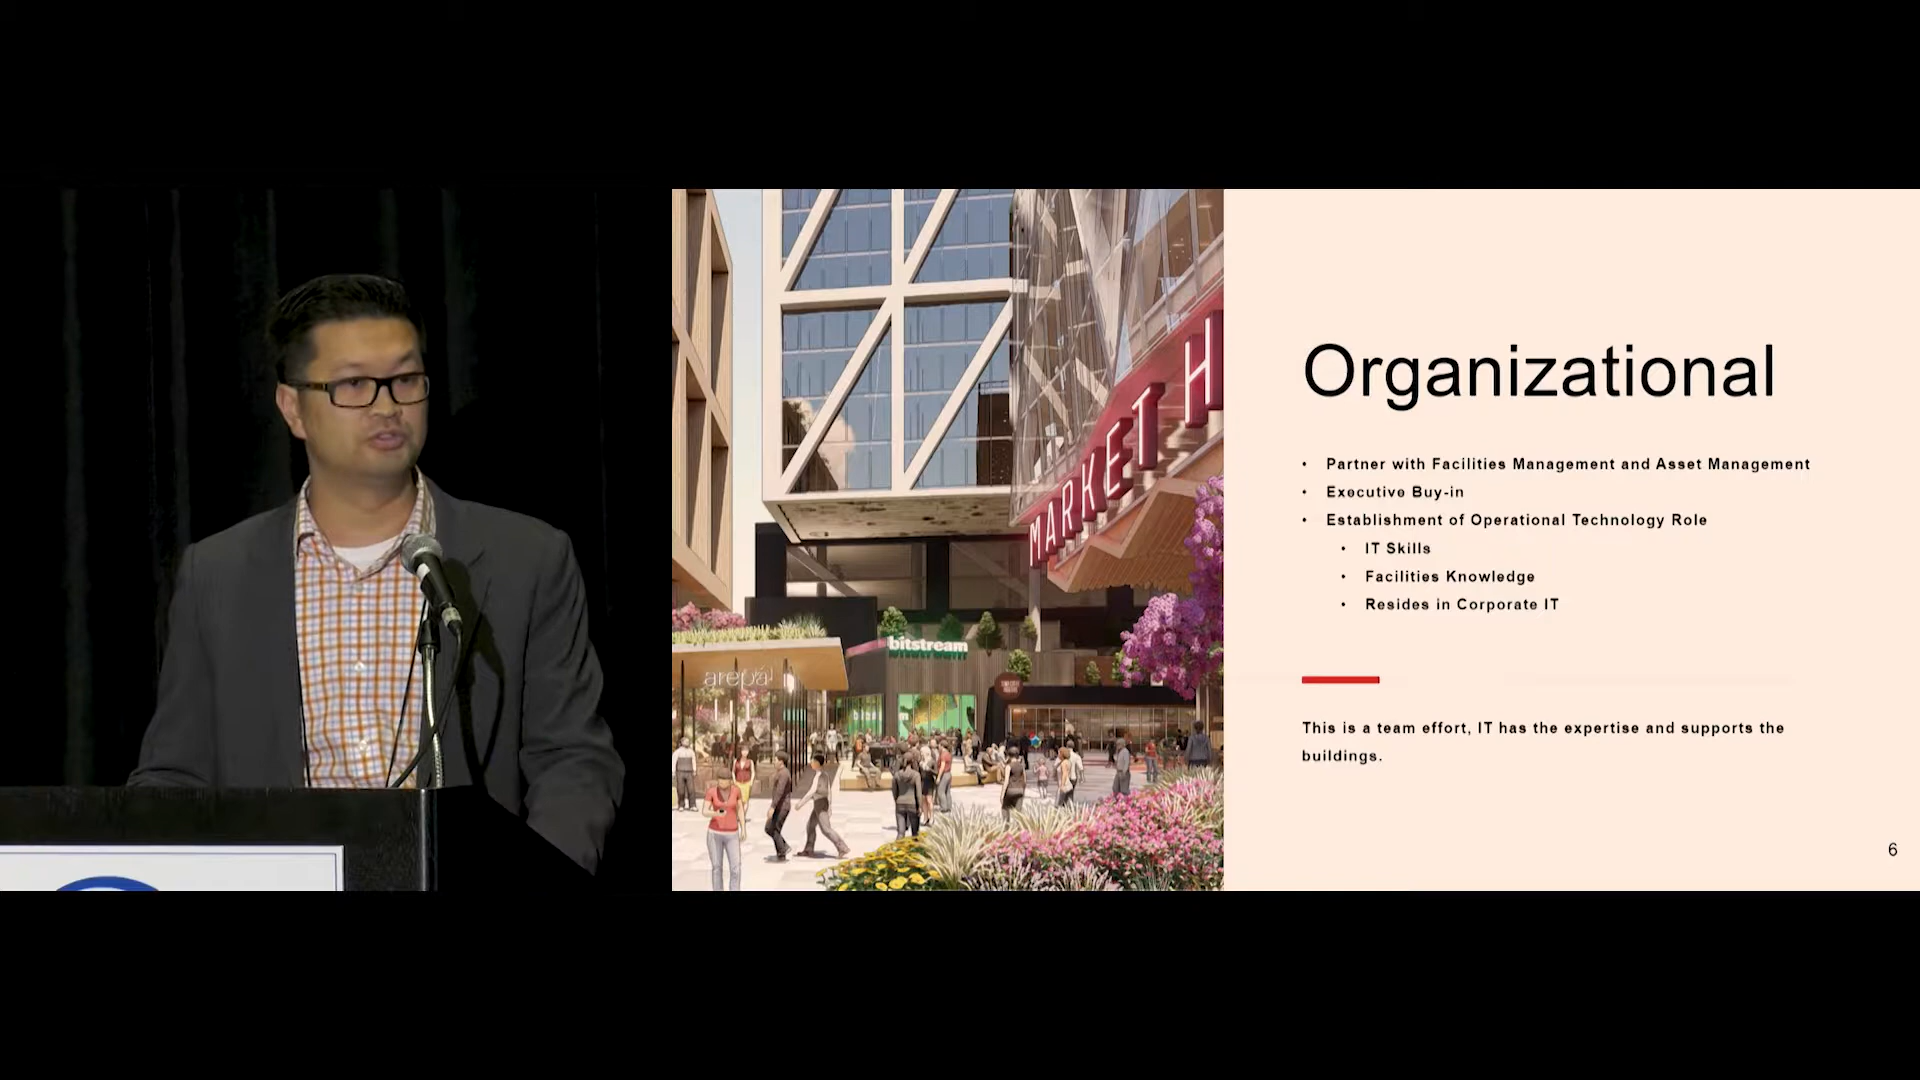 MARKET H
bitstream
arepa
Organizational
• Partner with Facilities Management and Asset Management
• Executive Buy-in
• Establishment of Operational Technology Role
• IT Skills
• Facilities Knowledge
• Resides in Corporate IT
This is a team effort, IT has the expertise and supports the
buildings.
6